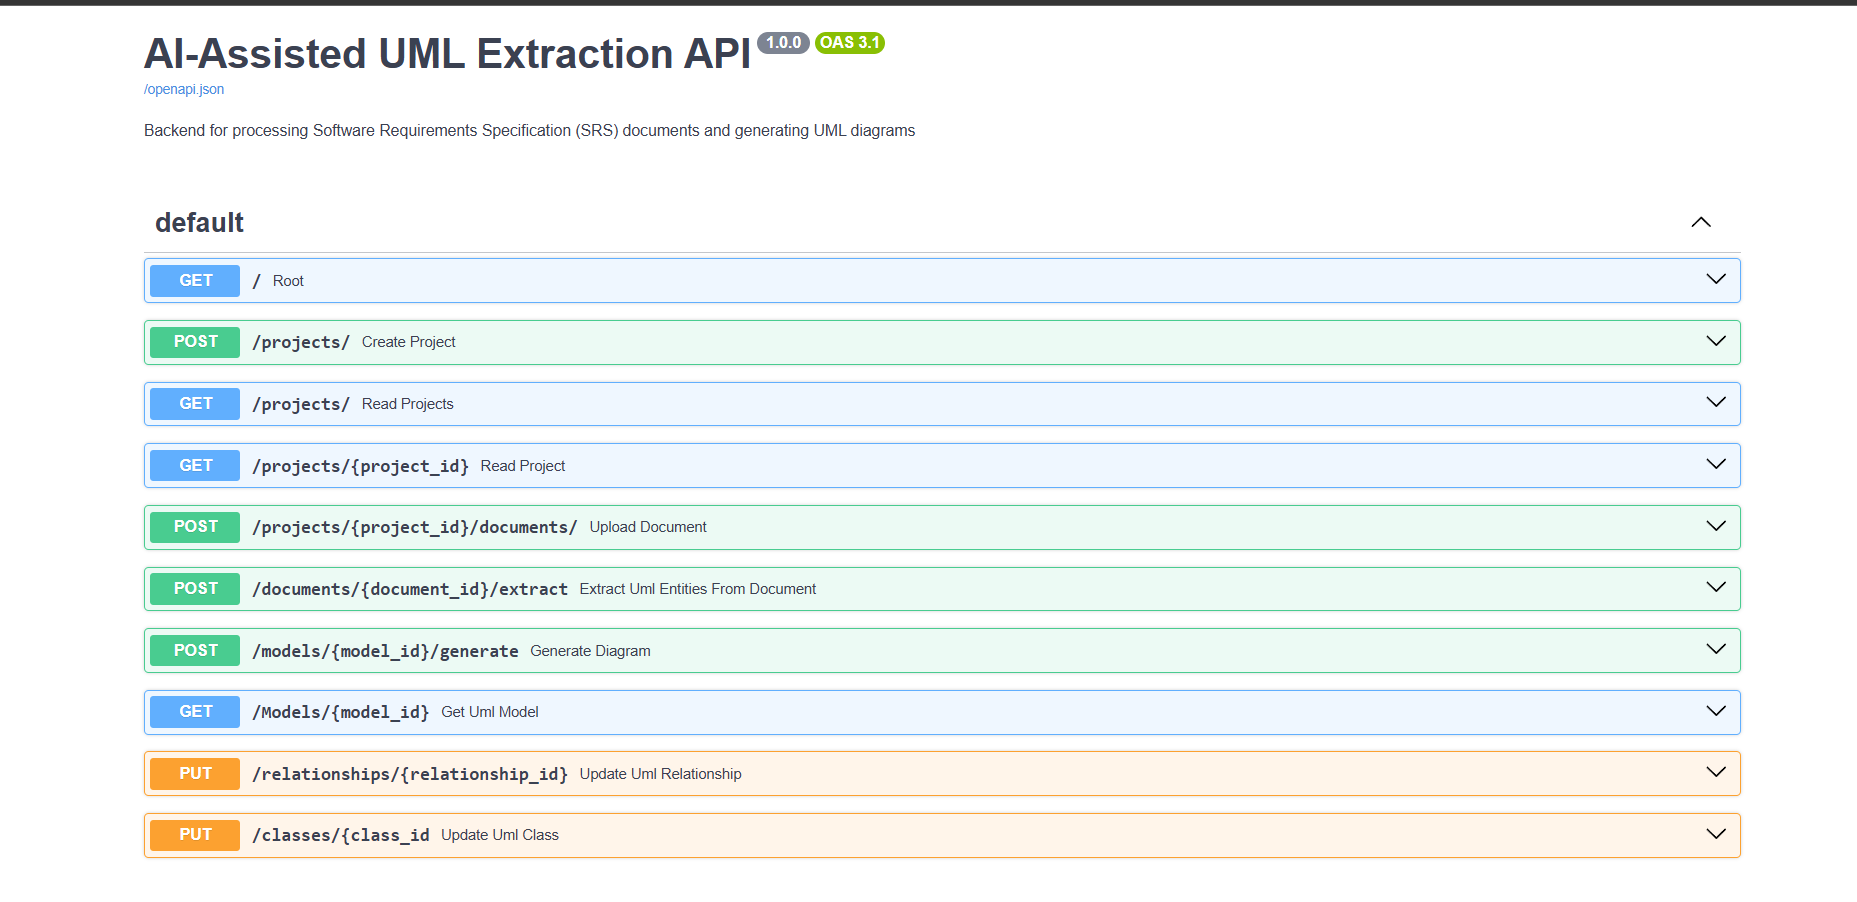 AI-Assisted UML Extraction API 1.0.0 OAS 3.1
/openapi.json
Backend for processing Software Requirements Specification (SRS) documents and generating UML diagrams
default
GET / Root
POST /projects/ Create Project
GET /projects/ Read Projects
GET /projects/{project_id} Read Project
POST /projects/{project_id}/documents/ Upload Document
POST /documents/{document_id}/extract Extract Uml Entities From Document
POST /models/{model_id}/generate Generate Diagram
GET /Models/{model_id} Get Uml Model
PUT /relationships/{relationship_id} Update Uml Relationship
PUT /classes/{class_id Update Uml Class